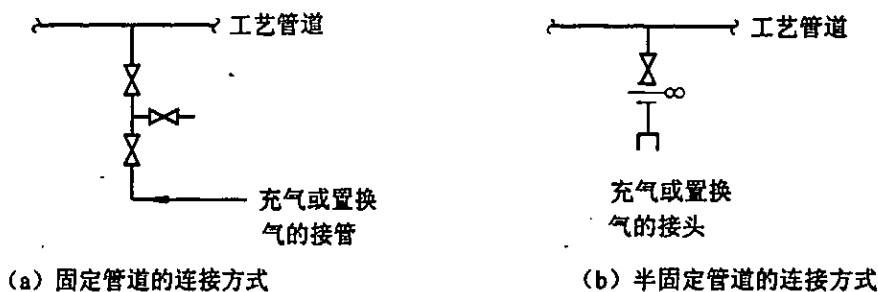 工艺管道
工艺管道
充气或置换
气的接管
充气或置换
气的接头
(a) 固定管道的连接方式
(b) 半固定管道的连接方式